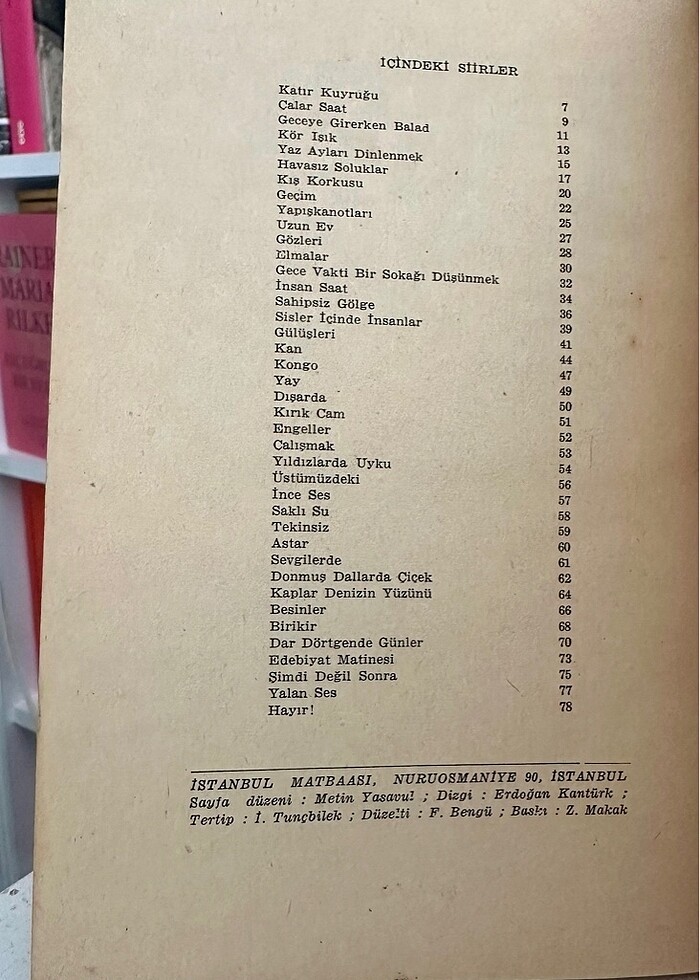 İÇİNDEKİ SİİRLER
Katır Kuyruğu 7
Çalar Saat 9
Geceye Girerken Balad 11
Kör Işık 13
Yaz Ayları Dinlenmek 15
Havasız Soluklar 17
Kış Korkusu 20
Geçim 22
Yapışkanotları 25
Uzun Ev 27
Gözleri 28
Elmalar 30
Gece Vakti Bir Sokağı Düşünmek 32
İnsan Saat 34
Sahipsiz Gölge 36
Sisler İçinde İnsanlar 39
Gülüşleri 41
Kan 44
Kongo 47
Yay 49
Dışarda 50
Kırık Cam 51
Engeller 52
Çalışmak 53
Yıldızlarda Uyku 54
Üstümüzdeki 56
İnce Ses 57
Saklı Su 58
Tekinsiz 59
Astar 60
Sevgilerde 61
Donmuş Dallarda Çiçek 62
Kaplar Denizin Yüzünü 64
Besinler 66
Birikir 68
Dar Dörtgende Günler 70
Edebiyat Matinesi 73
Şimdi Değil Sonra 75
Yalan Ses 77
Hayır! 78
İSTANBUL MATBAASI, NURUOSMANİYE 90, İSTANBUL
Sayfa düzeni : Metin Yasavul ; Dizgi : Erdoğan Kantürk ;
Tertip : İ. Tunçbilek ; Düzelti : F. Bengü ; Baskı : Z. Makak
RAINER
MARIA
RILKE